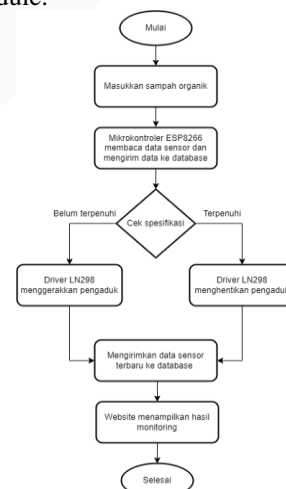 dule.
Mulai
Masukkan sampah organik
Mikrokontroler ESP8266
membaca data sensor dan
mengirim data ke database
Belum terpenuhi
Cek spesifikasi
Terpenuhi
Driver LN298
menggerakkan pengaduk
Driver LN298
menghentikan pengaduk
Mengirimkan data sensor
terbaru ke database
Website menampilkan hasil
monitoring
Selesai